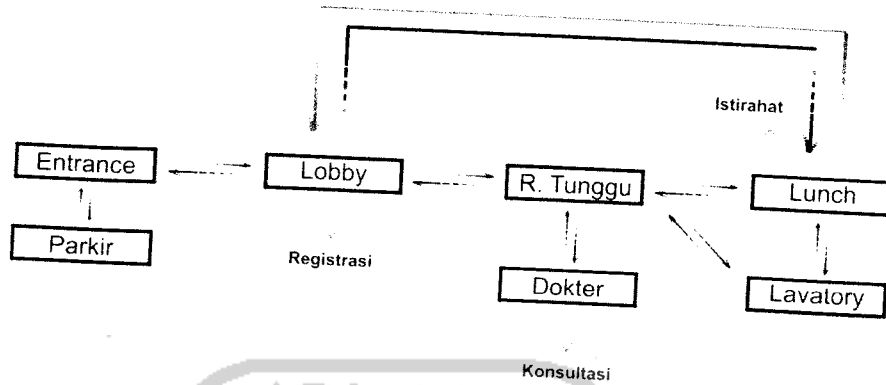 Istirahat
Entrance
Lobby
R. Tunggu
Lunch
Parkir
Registrasi
Dokter
Lavatory
Konsultasi